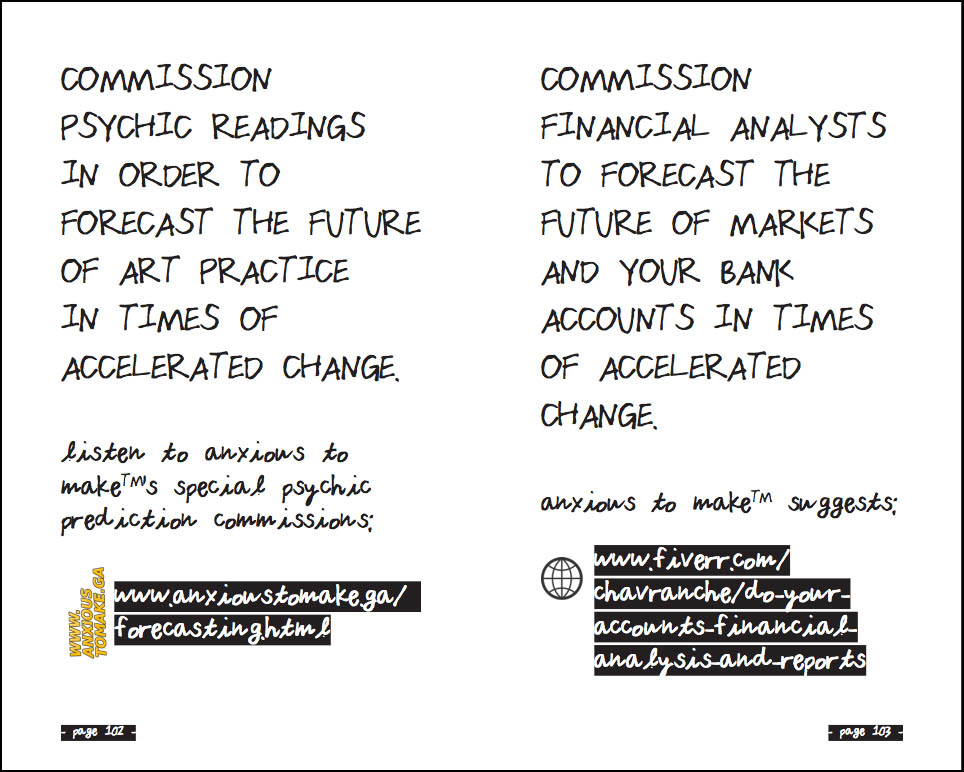 COMMISSION
PSYCHIC READINGS
IN ORDER TO
FORECAST THE FUTURE
OF ART PRACTICE
IN TIMES OF
ACCELERATED CHANGE.
listen to anxious to
make™'s special psychic
prediction commissions:
WWW.
ANXIOUS
TOMAKE.GA
www.anxioustomake.ga/
forecasting.html
- page 102 -
COMMISSION
FINANCIAL ANALYSTS
TO FORECAST THE
FUTURE OF MARKETS
AND YOUR BANK
ACCOUNTS IN TIMES
OF ACCELERATED
CHANGE.
anxious to make™ suggests:
www.fiverr.com/
chavranche/do-your-
accounts-financial-
analysis-and-reports
- page 103 -